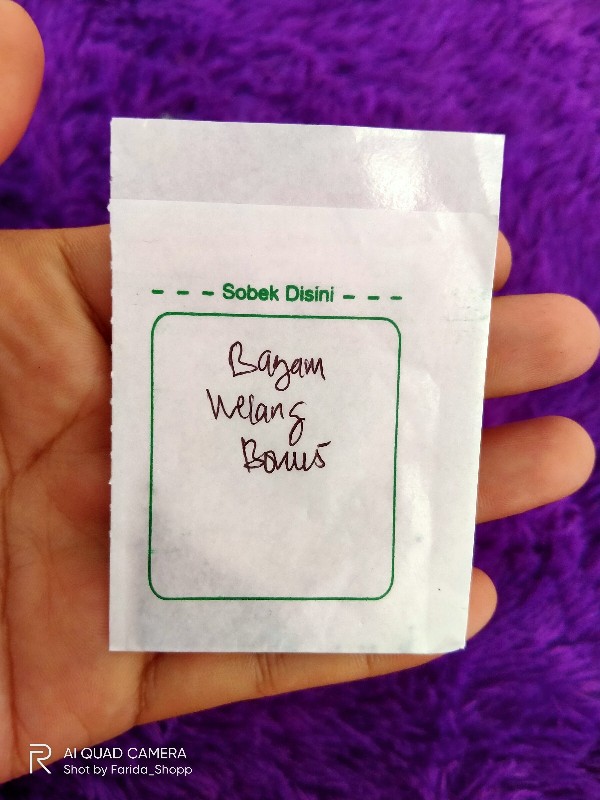 - - - Sobek Disini - - -
Bayam
Welang
Bonus
AI QUAD CAMERA
Shot by Farida_Shopp